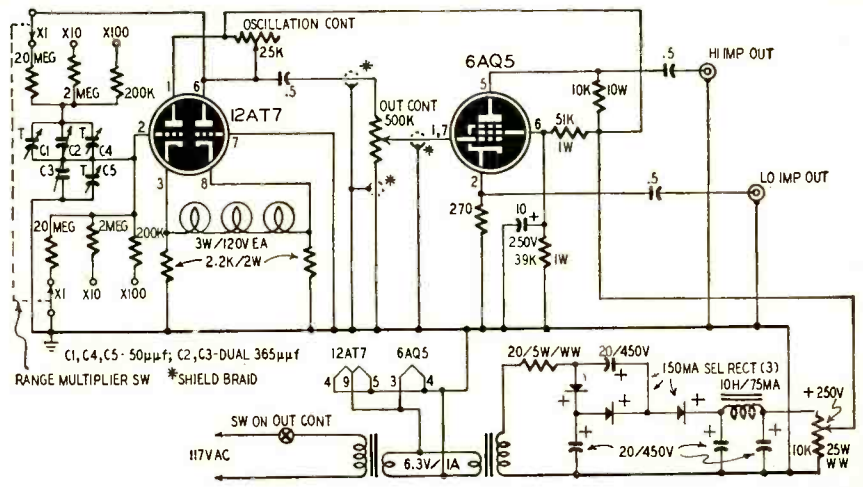 X1 X10 X100
OSCILLATION CONT
25K
20 MEG
2 MEG
200K
1 6
.5
12AT7
2 7
3 8
T T
C1 C2 C4
C3 T C5
20 MEG
2MEG
200K
X1 X10 X100
3W/120V EA
2.2K/2W
*
OUT CONT
500K
*
*
6AQ5
5
1,7
6
2
51K
1W
10K 10W
.5
HI IMP OUT
.5
LO IMP OUT
270
10 +
250V
39K 1W
C1,C4,C5-50µµf; C2,C3-DUAL 365µµf
RANGE MULTIPLIER SW *SHIELD BRAID
12AT7 6AQ5
4 9 5 3 4
SW ON OUT CONT
117VAC
6.3V/1A
20/5W/WW
20/450V
+
150MA SEL RECT (3)
10H/75MA
+ + +
+250V
+ + +
20/450V
10K 25W
WW